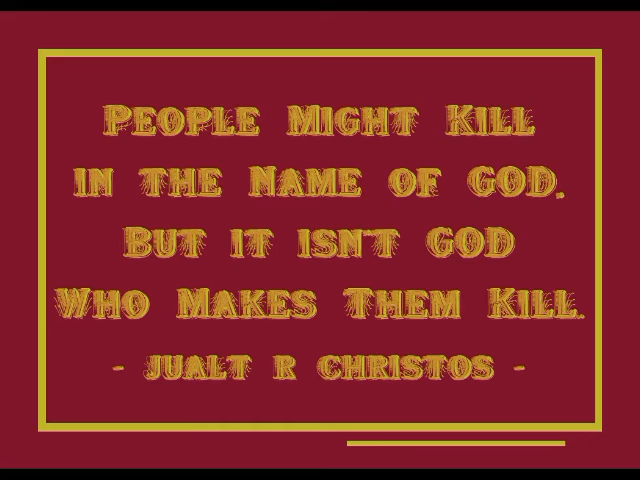 People Might Kill
in the Name of God.
But it isn't God
Who Makes Them Kill.
- Jualt R Christos -